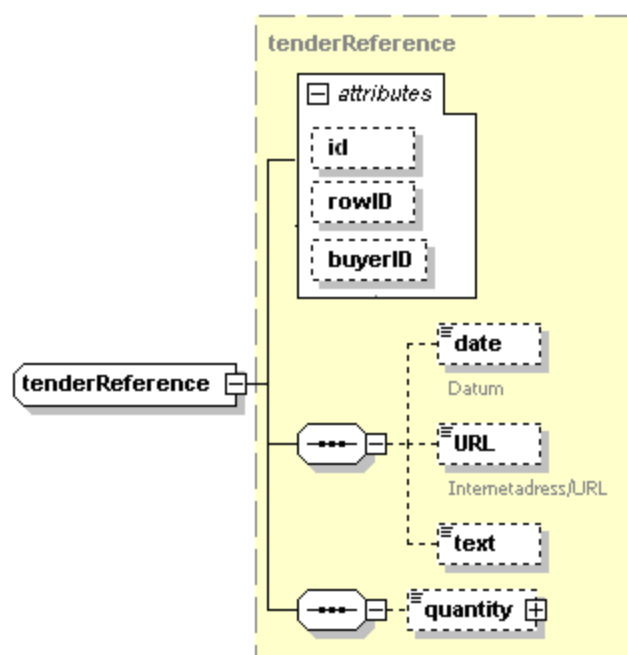 tenderReference
attributes
id
rowID
buyerID
date
tenderReference
Datum
URL
Internetadress/URL
text
quantity